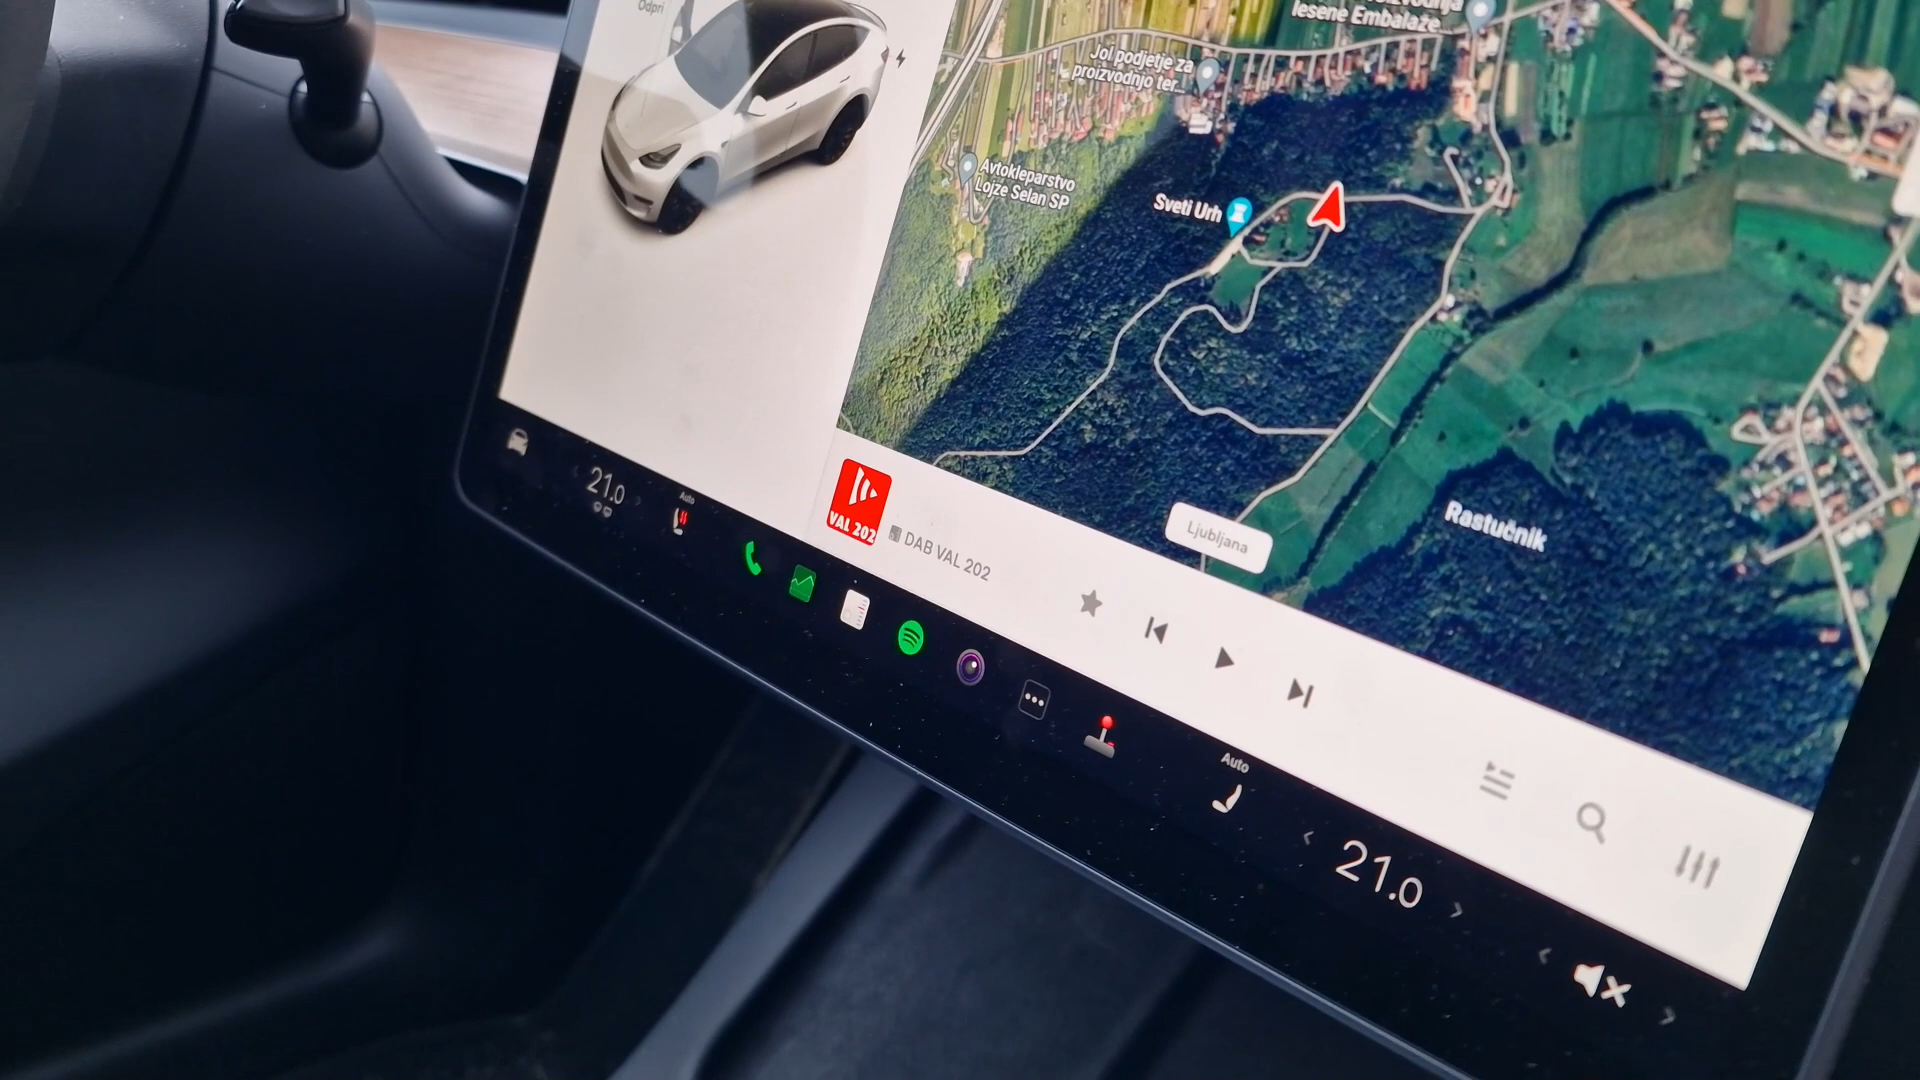 Odpri
lesene Embalaže...
Joi podjetje za
proizvodnjo ter...
Avtokleparstvo
Lojze Selan SP
Sveti Urh
Rastučnik
Ljubljana
VAL 202
DAB VAL 202
21.0
Auto
Auto
21.0